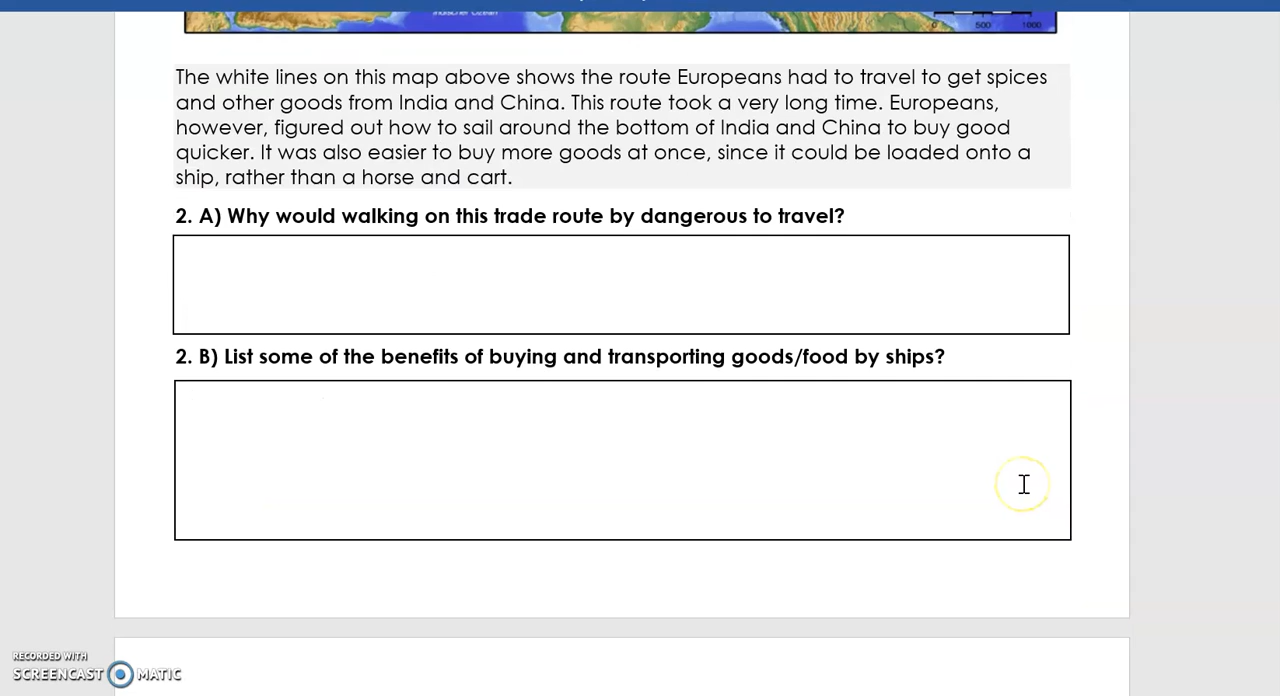 Indischer Ozean
0 500 1000
The white lines on this map above shows the route Europeans had to travel to get spices
and other goods from India and China. This route took a very long time. Europeans,
however, figured out how to sail around the bottom of India and China to buy good
quicker. It was also easier to buy more goods at once, since it could be loaded onto a
ship, rather than a horse and cart.
2. A) Why would walking on this trade route by dangerous to travel?
2. B) List some of the benefits of buying and transporting goods/food by ships?
RECORDED WITH
SCREENCAST MATIC